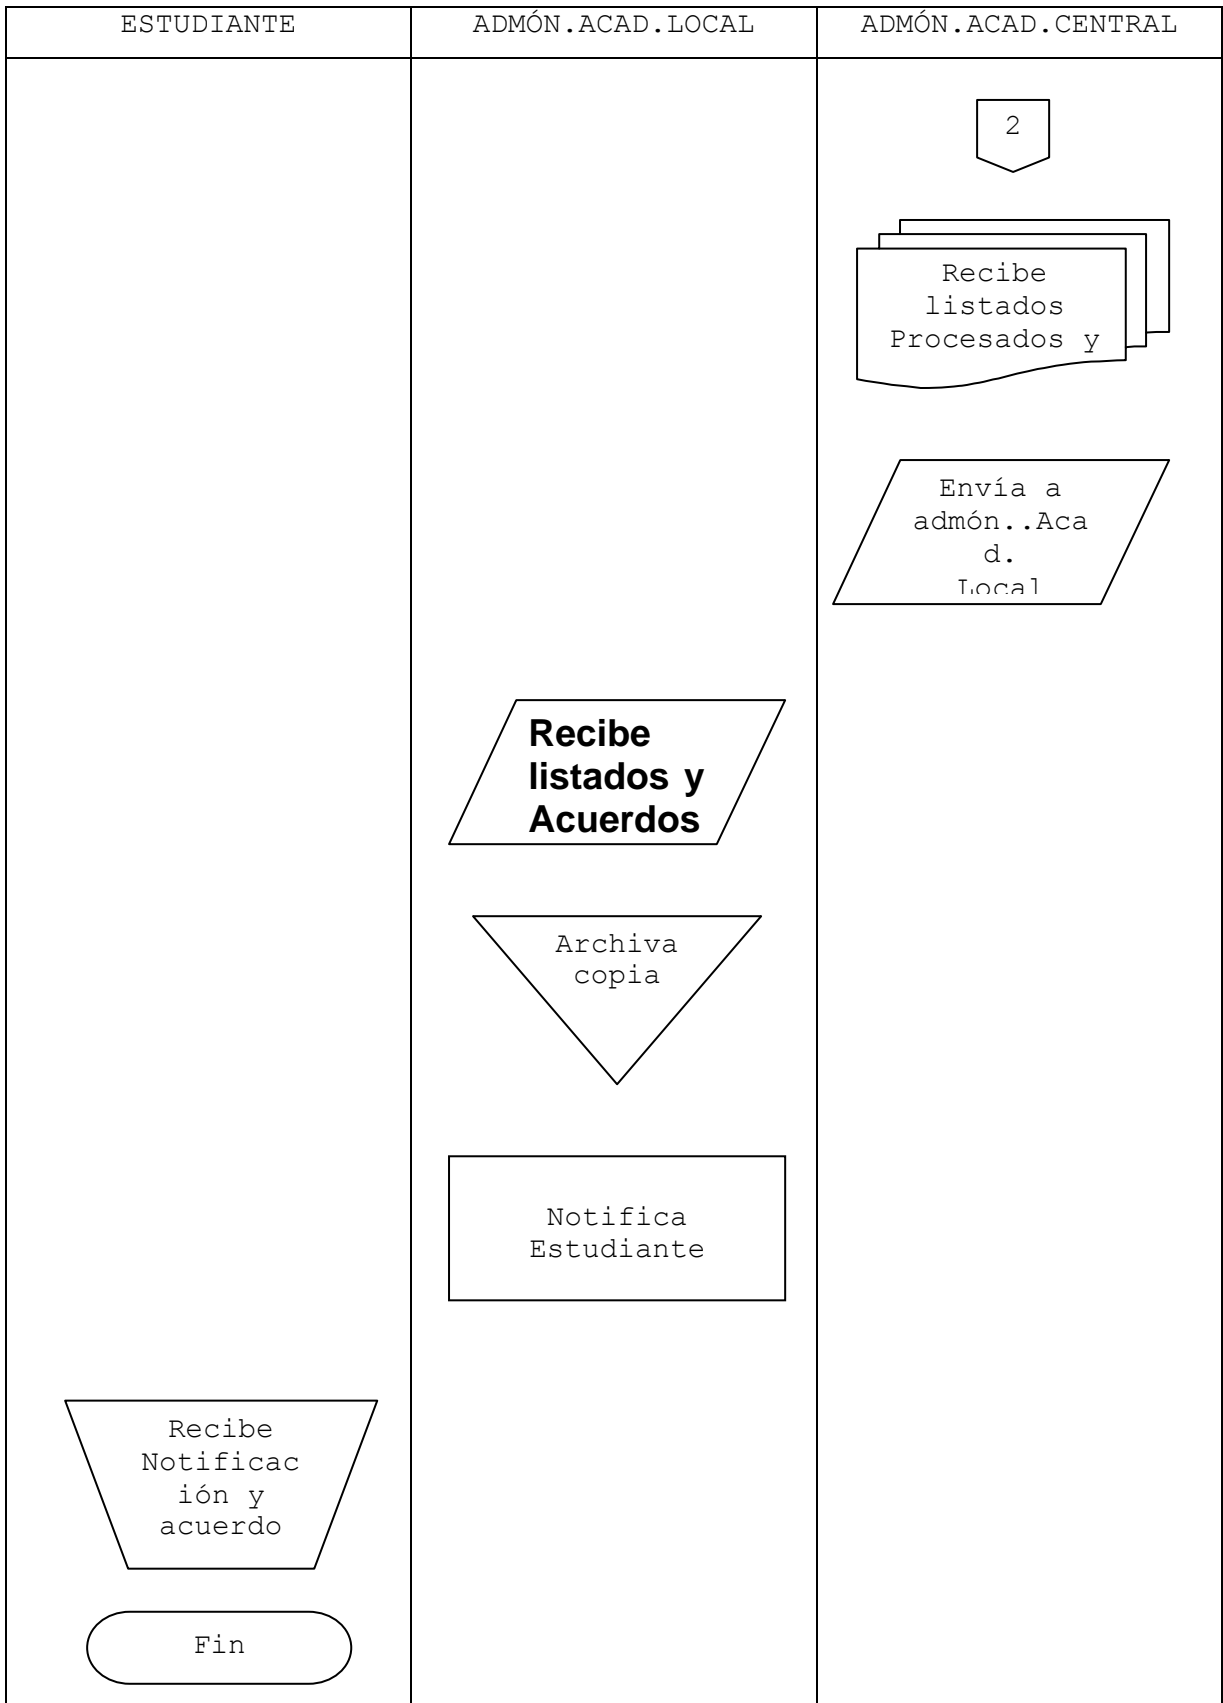 ESTUDIANTE
ADMÓN.ACAD.LOCAL
ADMÓN.ACAD.CENTRAL
2
Recibe
listados
Procesados y
Envía a
admón..Aca
d.
Local
Recibe
listados y
Acuerdos
Archiva
copia
Notifica
Estudiante
Recibe
Notificac
ión y
acuerdo
Fin